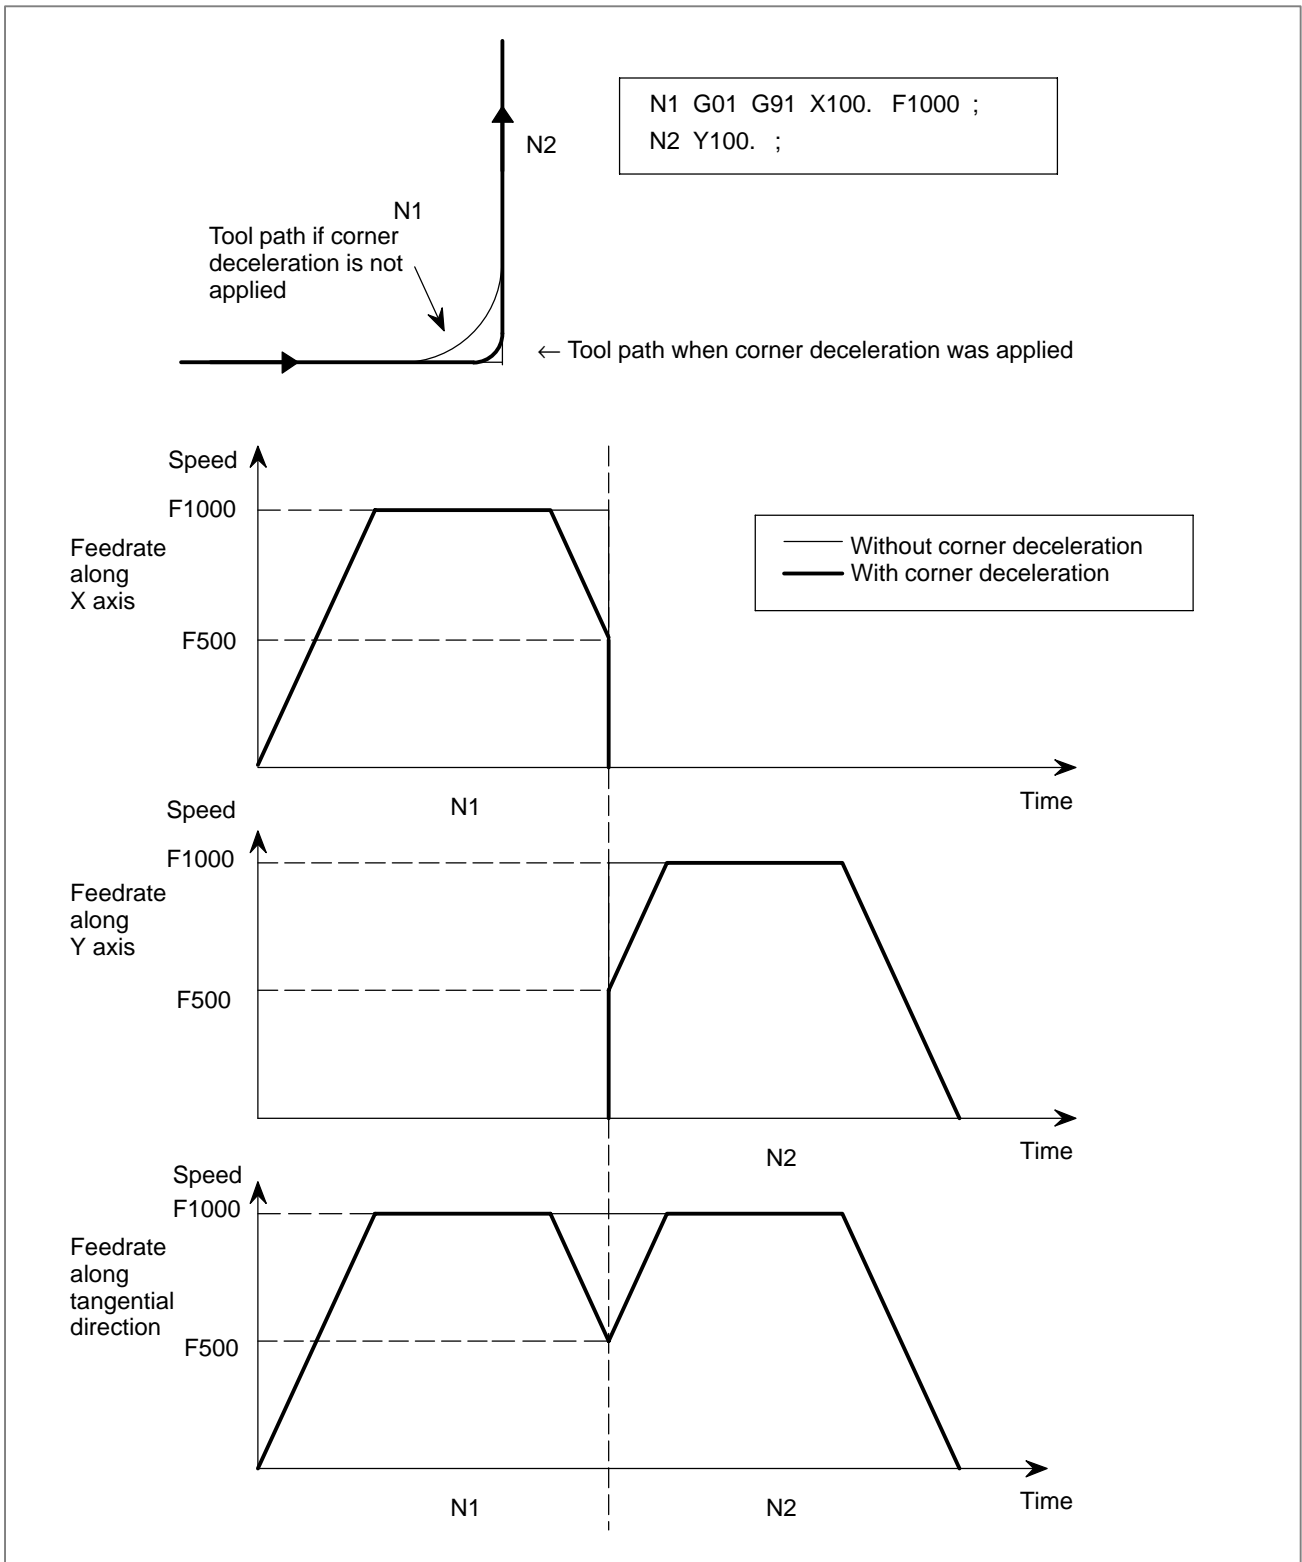 N1 G01 G91 X100. F1000 ;
N2 Y100. ;
N2
N1
Tool path if corner
deceleration is not
applied
← Tool path when corner deceleration was applied
Speed
F1000
Feedrate
along
X axis
F500
Without corner deceleration
With corner deceleration
N1
Time
Speed
F1000
Feedrate
along
Y axis
F500
N2
Time
Speed
F1000
Feedrate
along
tangential
direction
F500
N1
N2
Time